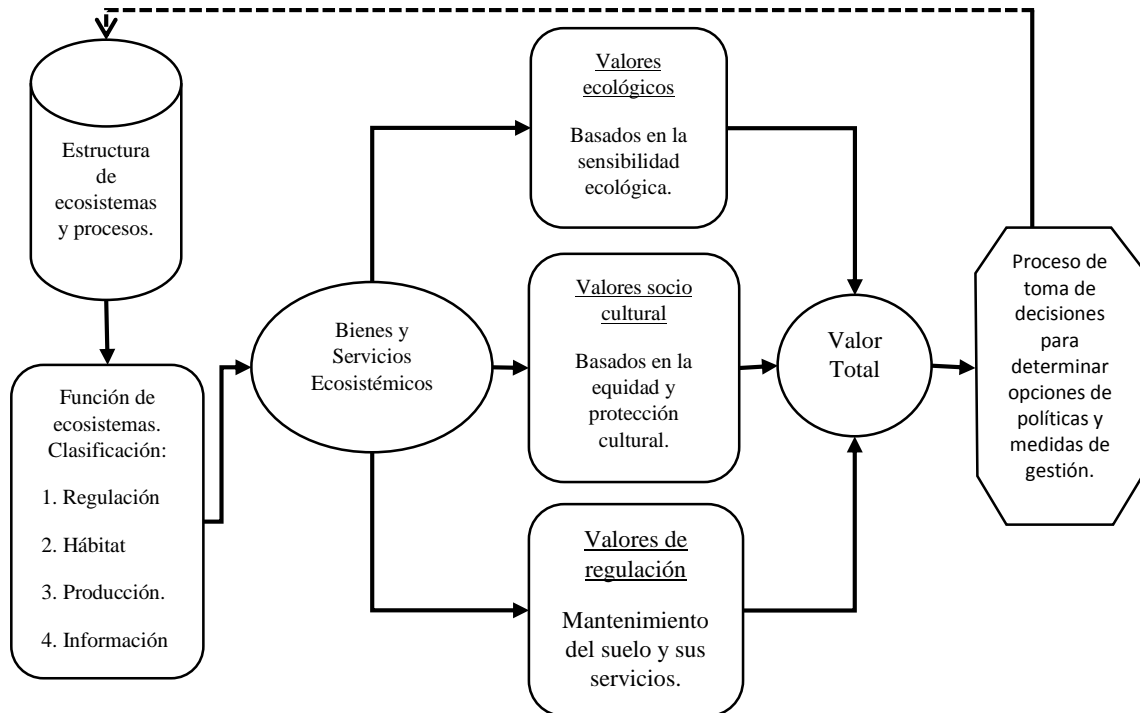 Estructura
de
ecosistemas
y procesos.
Función de
ecosistemas.
Clasificación:
1. Regulación
2. Hábitat
3. Producción.
4. Información
Bienes y
Servicios
Ecosistémicos
Valores
ecológicos
Basados en la
sensibilidad
ecológica.
Valores socio
cultural
Basados en la
equidad y
protección
cultural.
Valores de
regulación
Mantenimiento
del suelo y sus
servicios.
Valor
Total
Proceso de
toma de
decisiones
para
determinar
opciones de
políticas y
medidas de
gestión.